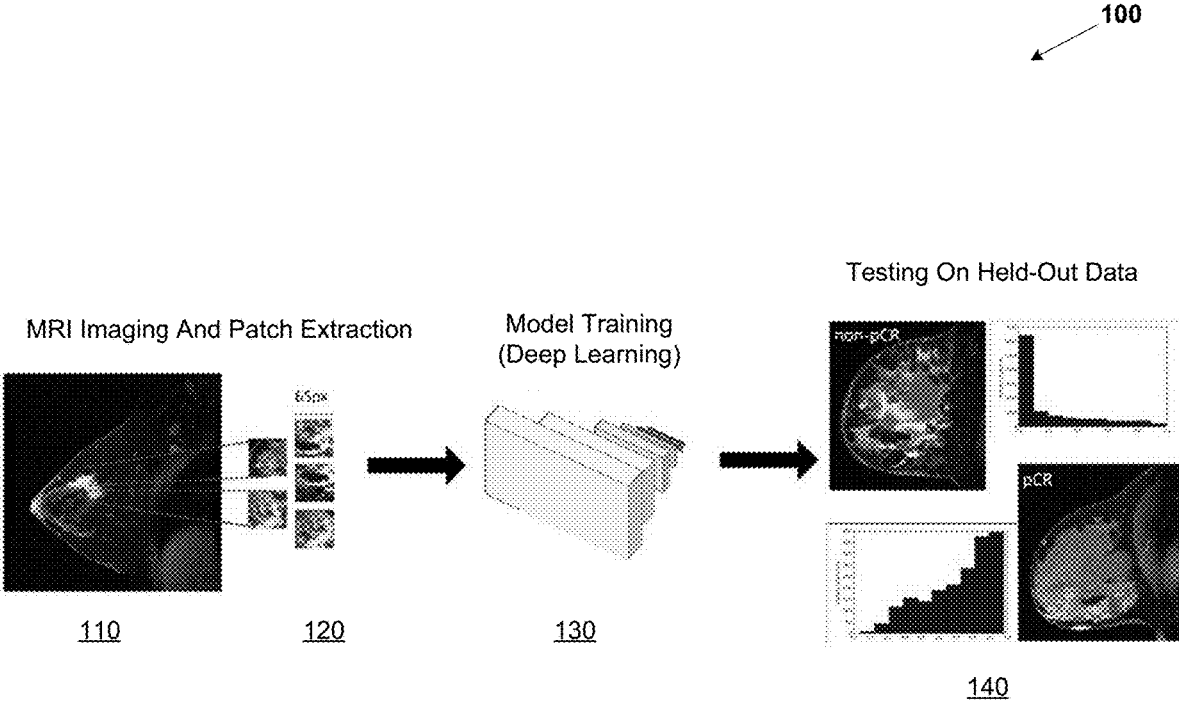 100
Testing On Held-Out Data
MRI Imaging And Patch Extraction
Model Training
(Deep Learning)
non-pCR
65px
pCR
110
120
130
140